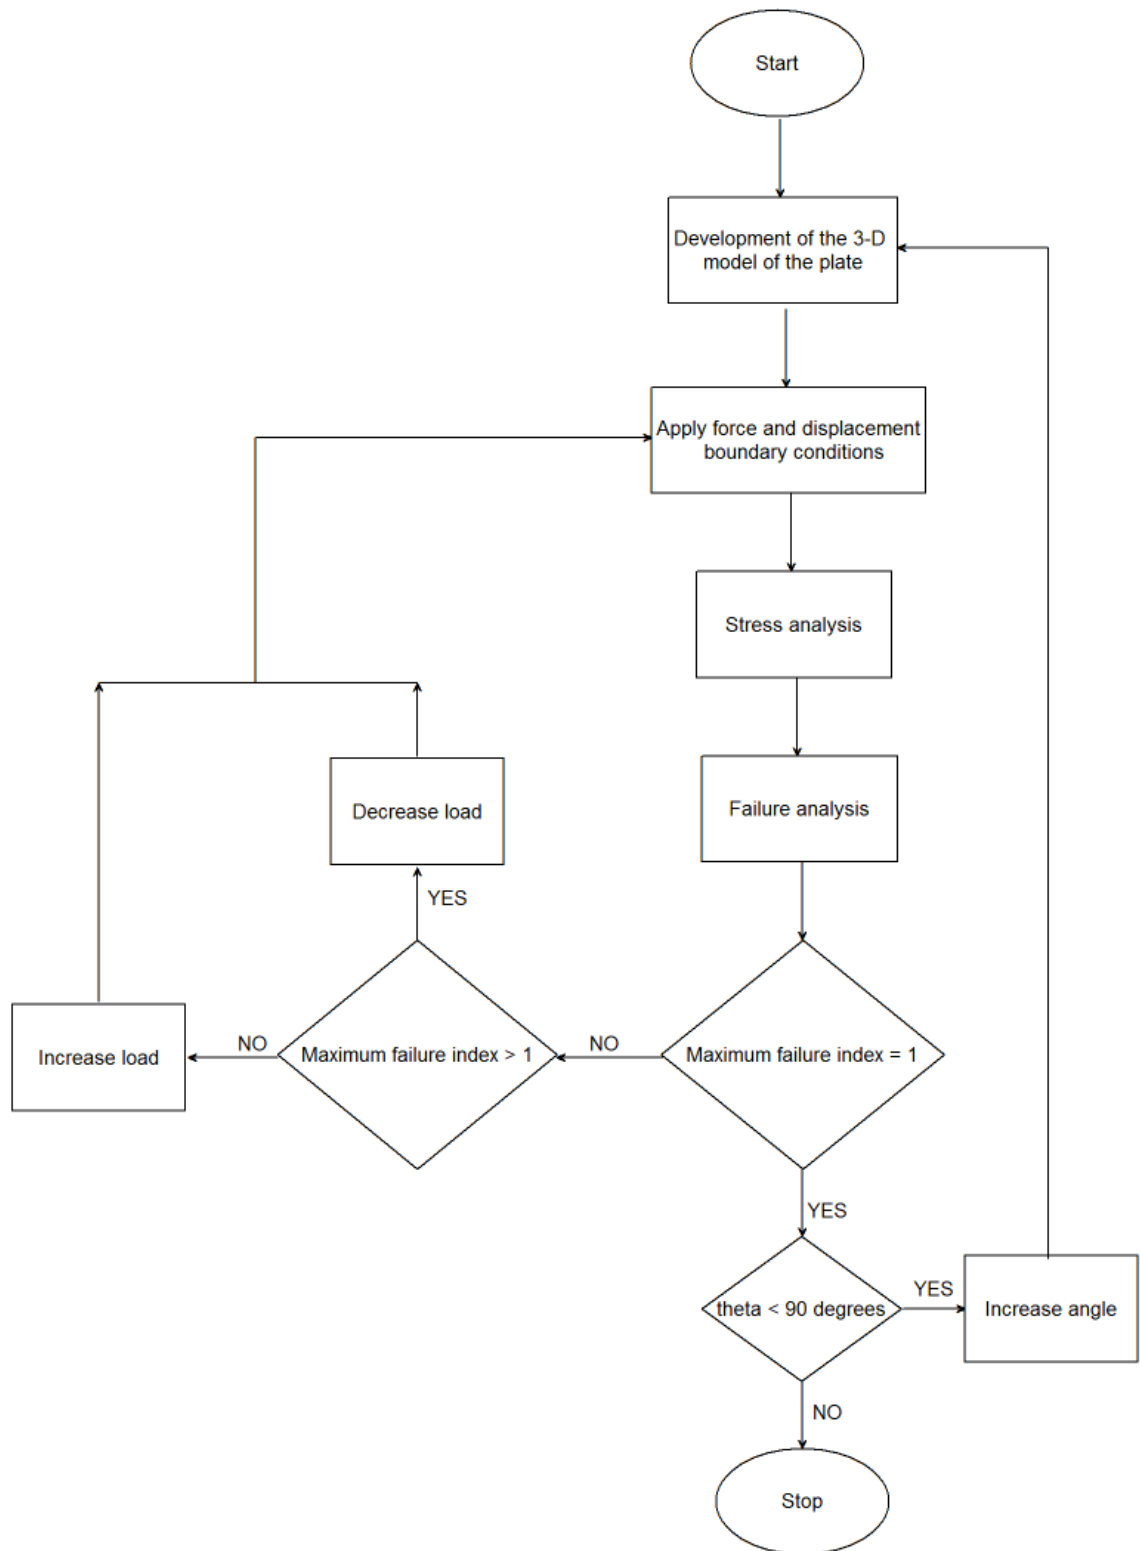 Start
Development of the 3-D
model of the plate
Apply force and displacement
boundary conditions
Stress analysis
Failure analysis
Decrease load
YES
Increase load
NO
Maximum failure index > 1
NO
Maximum failure index = 1
YES
theta < 90 degrees
YES
Increase angle
NO
Stop